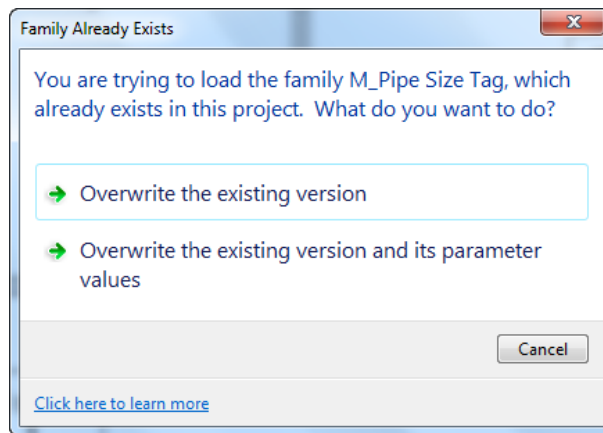 Family Already Exists
You are trying to load the family M_Pipe Size Tag, which
already exists in this project.  What do you want to do?
Overwrite the existing version
Overwrite the existing version and its parameter
values
Cancel
Click here to learn more